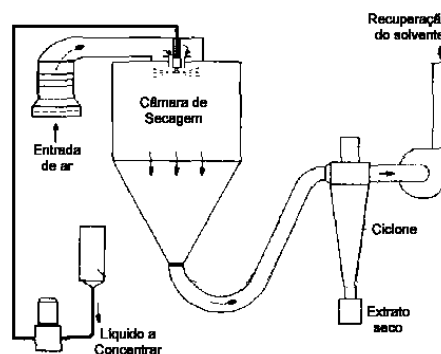 Recuperação
do solvente
Câmara de
Secagem
Entrada
de ar
Ciclone
Extrato
seco
Líquido a
Concentrar